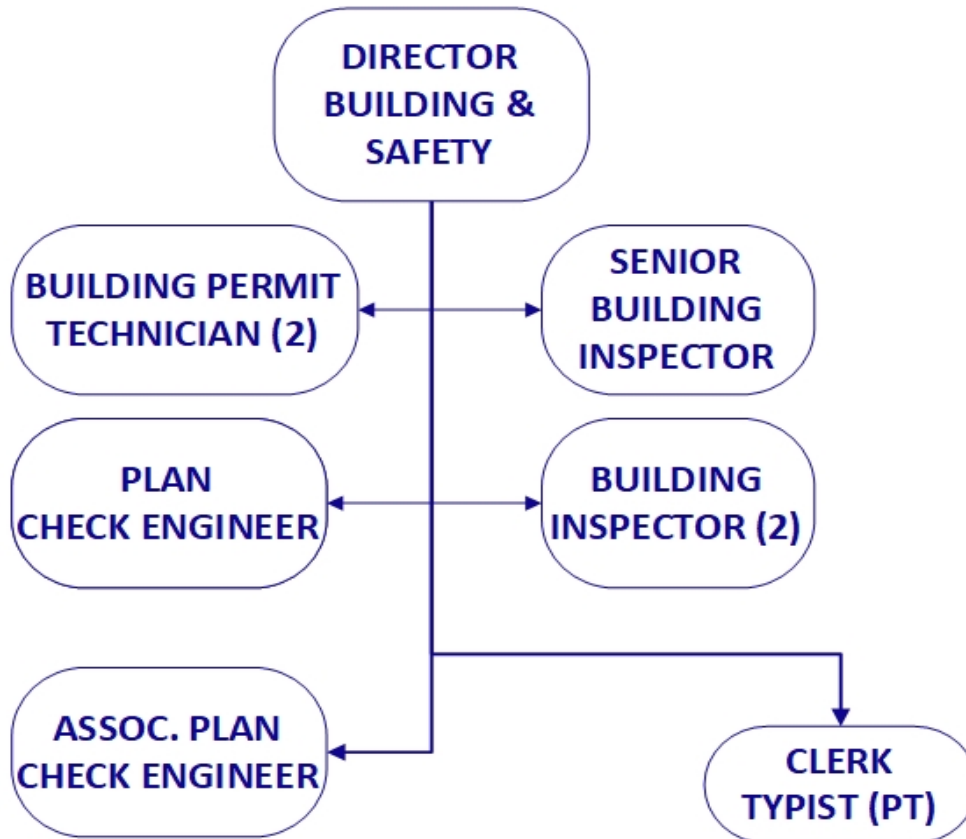 DIRECTOR
BUILDING &
SAFETY
BUILDING PERMIT
TECHNICIAN (2)
SENIOR
BUILDING
INSPECTOR
PLAN
CHECK ENGINEER
BUILDING
INSPECTOR (2)
ASSOC. PLAN
CHECK ENGINEER
CLERK
TYPIST (PT)